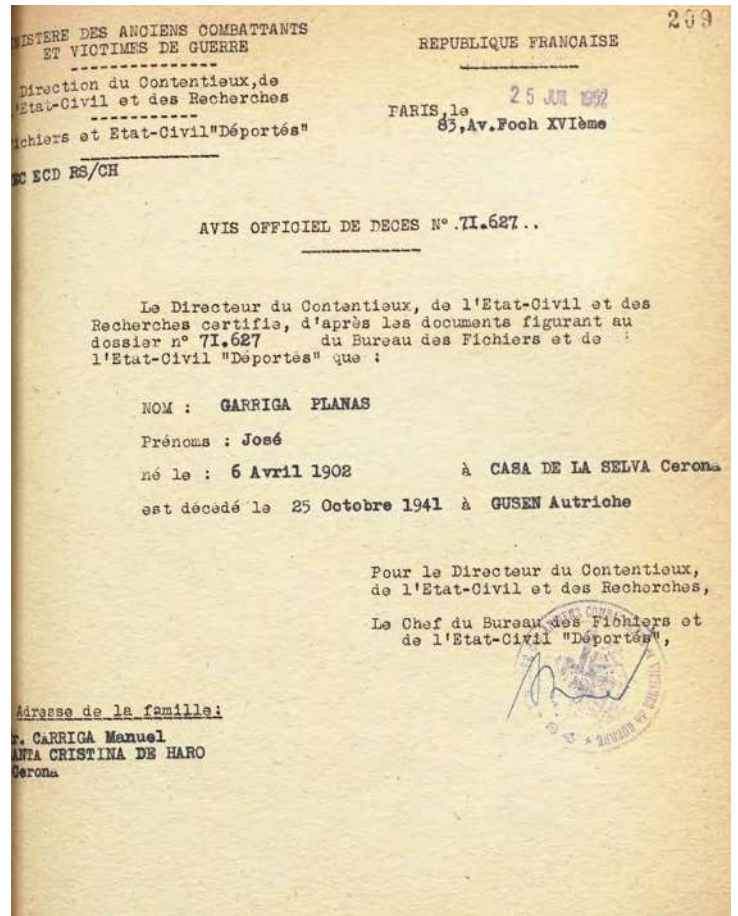 209
NISTERE DES ANCIENS COMBATTANTS
ET VICTIMES DE GUERRE
Direction du Contentieux,de
'Etat-Civil et des Recherches
ichiers et Etat-Civil"Déportés"
EC ECD RS/CH
REPUBLIQUE FRANCAISE
PARIS,le 25 JUIL 1952
83,Av.Foch XVIème
AVIS OFFICIEL DE DECES N° .7I.627..
Le Directeur du Contentieux, de l'Etat-Civil et des
Recherches certifie, d'après les documents figurant au
dossier n° 7I.627 du Bureau des Fichiers et de
l'Etat-Civil "Déportés" que :
NOM : GARRIGA PLANAS
Prénoms : José
né le : 6 Avril 1902 à CASA DE LA SELVA Cerona
est décédé le 25 Octobre 1941 à GUSEN Autriche
Pour le Directeur du Contentieux,
de l'Etat-Civil et des Recherches,
Le Chef du Bureau des Fichiers et
de l'Etat-Civil "Déportés",
Adresse de la famille:
r. CARRIGA Manuel
ANTA CRISTINA DE HARO
Cerona